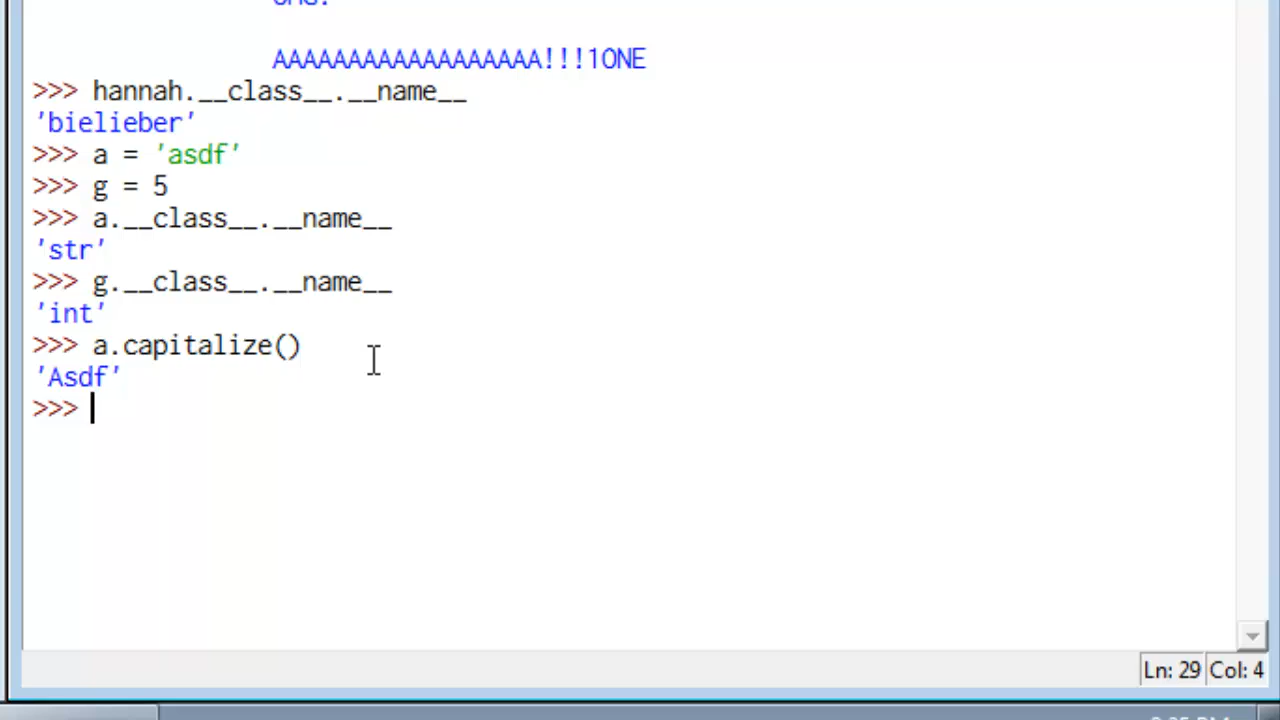 OMG!
AAAAAAAAAAAAAAAAAA!!!1ONE
>>> hannah.__class__.__name__
'bielieber'
>>> a = 'asdf'
>>> g = 5
>>> a.__class__.__name__
'str'
>>> g.__class__.__name__
'int'
>>> a.capitalize()
'Asdf'
>>>
Ln: 29 Col: 4